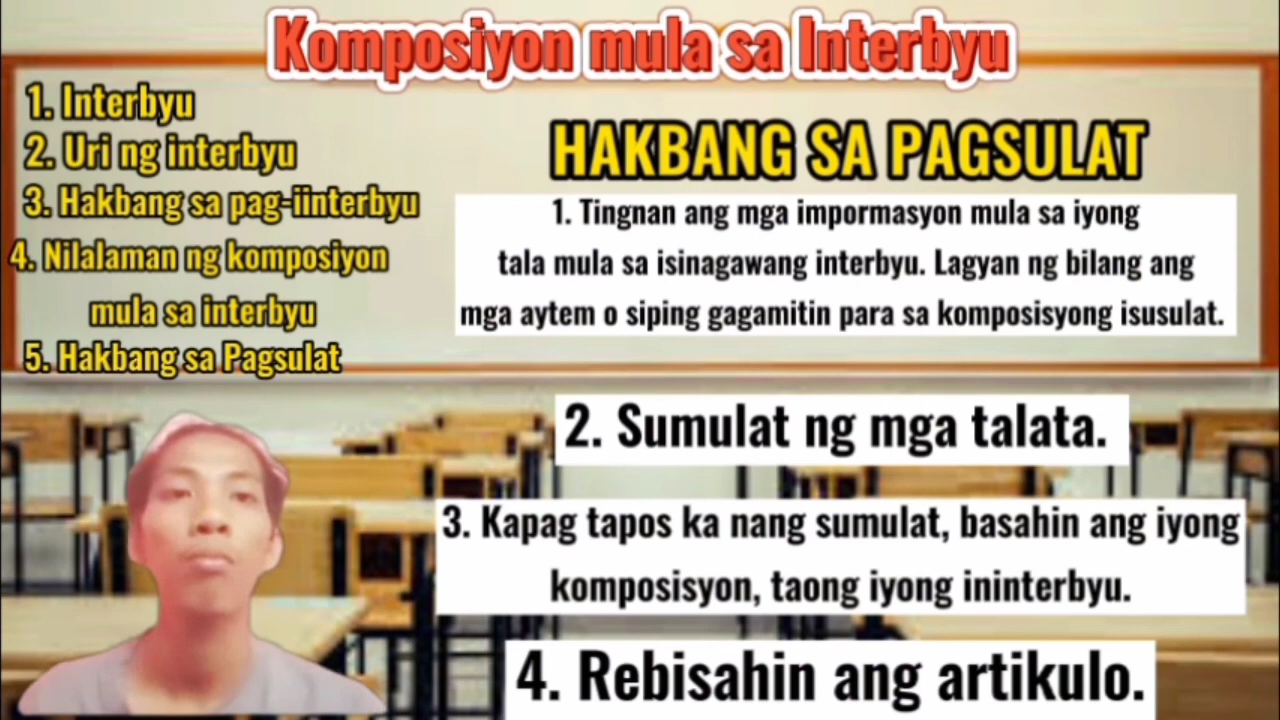 Komposiyon mula sa Interbyu
1. Interbyu
2. Uri ng interbyu
3. Hakbang sa pag-iinterbyu
4. Nilalaman ng komposiyon
mula sa interbyu
5. Hakbang sa Pagsulat
HAKBANG SA PAGSULAT
1. Tingnan ang mga impormasyon mula sa iyong
tala mula sa isinagawang interbyu. Lagyan ng bilang ang
mga aytem o siping gagamitin para sa komposisyong isusulat.
2. Sumulat ng mga talata.
3. Kapag tapos ka nang sumulat, basahin ang iyong
komposisyon, taong iyong ininterbyu.
4. Rebisahin ang artikulo.